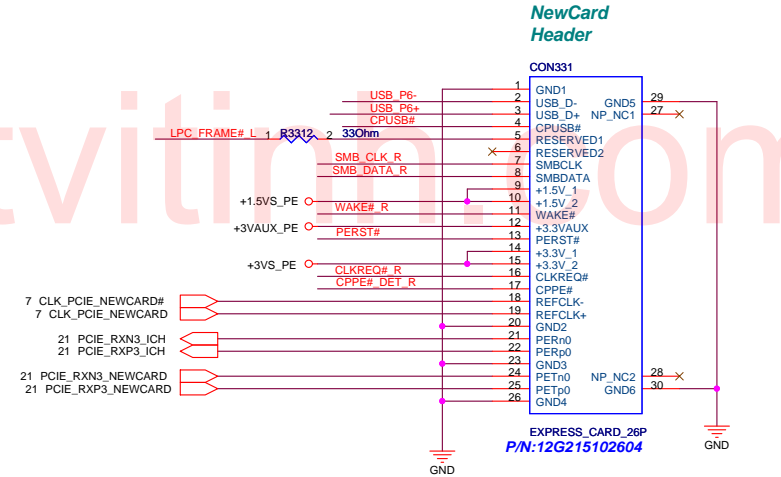 NewCard
Header
CON331
1 GND1
USB_P6- 2 USB_D- GND5 29
USB_P6+ 3 USB_D+ NP_NC1 27
CPUSB# 4 CPUSB#
LPC_FRAME#_L 1 R3312 2 33Ohm 5 RESERVED1
6 RESERVED2
SMB_CLK_R 7 SMBCLK
SMB_DATA_R 8 SMBDATA
9 +1.5V_1
+1.5VS_PE 10 +1.5V_2
WAKE#_R 11 WAKE#
+3VAUX_PE 12 +3.3VAUX
PERST# 13 PERST#
14 +3.3V_1
+3VS_PE 15 +3.3V_2
CLKREQ#_R 16 CLKREQ#
CPPE#_DET_R 17 CPPE#
7 CLK_PCIE_NEWCARD# 18 REFCLK-
7 CLK_PCIE_NEWCARD 19 REFCLK+
20 GND2
21 PCIE_RXN3_ICH 21 PERn0
21 PCIE_RXP3_ICH 22 PERp0
23 GND3
21 PCIE_RXN3_NEWCARD 24 PETn0 NP_NC2 28
21 PCIE_RXP3_NEWCARD 25 PETp0 GND6 30
26 GND4
EXPRESS_CARD_26P
P/N:12G215102604
GND
GND
tvitinh.com